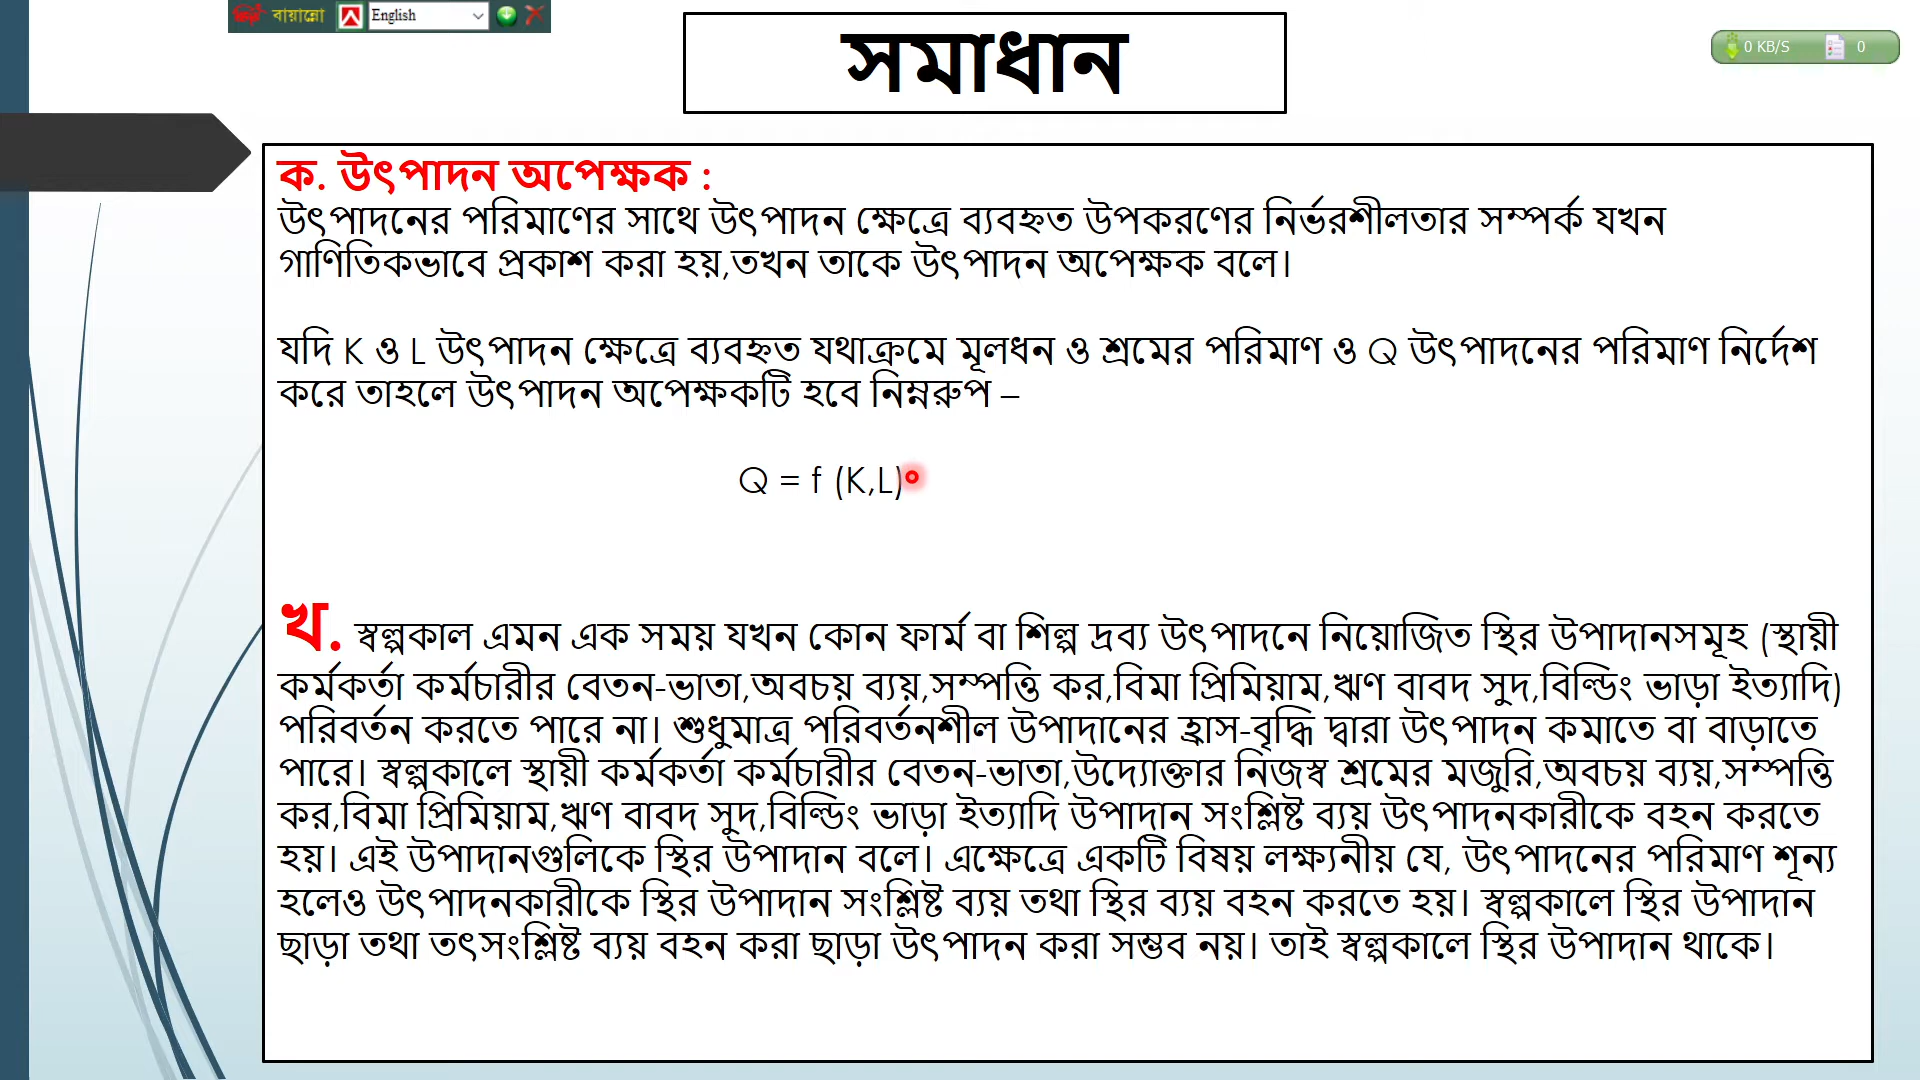 বায়ান্নো
English
0 KB/S
0
সমাধান
ক. উৎপাদন অপেক্ষক :
উৎপাদনের পরিমাণের সাথে উৎপাদন ক্ষেত্রে ব্যবহৃত উপকরণের নির্ভরশীলতার সম্পর্ক যখন
গাণিতিকভাবে প্রকাশ করা হয়,তখন তাকে উৎপাদন অপেক্ষক বলে।
যদি K ও L উৎপাদন ক্ষেত্রে ব্যবহৃত যথাক্রমে মূলধন ও শ্রমের পরিমাণ ও Q উৎপাদনের পরিমাণ নির্দেশ
করে তাহলে উৎপাদন অপেক্ষকটি হবে নিম্নরুপ –
Q = f (K,L)
খ. স্বল্পকাল এমন এক সময় যখন কোন ফার্ম বা শিল্প দ্রব্য উৎপাদনে নিয়োজিত স্থির উপাদানসমূহ (স্থায়ী
কর্মকর্তা কর্মচারীর বেতন-ভাতা,অবচয় ব্যয়,সম্পত্তি কর,বিমা প্রিমিয়াম,ঋণ বাবদ সুদ,বিল্ডিং ভাড়া ইত্যাদি)
পরিবর্তন করতে পারে না। শুধুমাত্র পরিবর্তনশীল উপাদানের হ্রাস-বৃদ্ধি দ্বারা উৎপাদন কমাতে বা বাড়াতে
পারে। স্বল্পকালে স্থায়ী কর্মকর্তা কর্মচারীর বেতন-ভাতা,উদ্যোক্তার নিজস্ব শ্রমের মজুরি,অবচয় ব্যয়,সম্পত্তি
কর,বিমা প্রিমিয়াম,ঋণ বাবদ সুদ,বিল্ডিং ভাড়া ইত্যাদি উপাদান সংশ্লিষ্ট ব্যয় উৎপাদনকারীকে বহন করতে
হয়। এই উপাদানগুলিকে স্থির উপাদান বলে। এক্ষেত্রে একটি বিষয় লক্ষ্যনীয় যে, উৎপাদনের পরিমাণ শূন্য
হলেও উৎপাদনকারীকে স্থির উপাদান সংশ্লিষ্ট ব্যয় তথা স্থির ব্যয় বহন করতে হয়। স্বল্পকালে স্থির উপাদান
ছাড়া তথা তৎসংশ্লিষ্ট ব্যয় বহন করা ছাড়া উৎপাদন করা সম্ভব নয়। তাই স্বল্পকালে স্থির উপাদান থাকে।